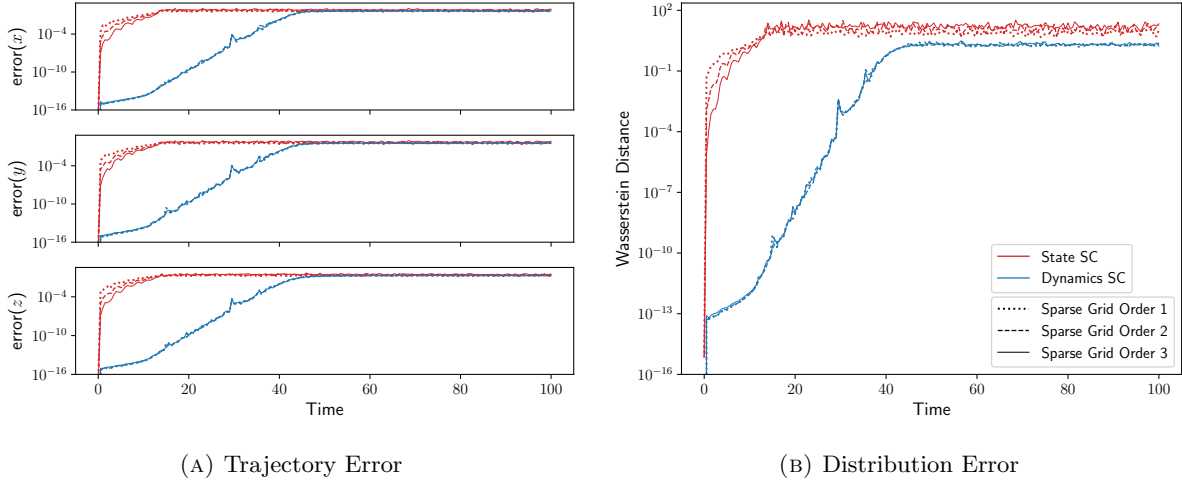 error(x)
10⁻⁴
10⁻¹⁰
10⁻¹⁶
error(y)
10⁻⁴
10⁻¹⁰
10⁻¹⁶
error(z)
10⁻⁴
10⁻¹⁰
10⁻¹⁶
0 20 40 60 80 100
Time
(A) Trajectory Error
Wasserstein Distance
10²
10⁻¹
10⁻⁴
10⁻⁷
10⁻¹⁰
10⁻¹³
10⁻¹⁶
State SC
Dynamics SC
Sparse Grid Order 1
Sparse Grid Order 2
Sparse Grid Order 3
0 20 40 60 80 100
Time
(B) Distribution Error